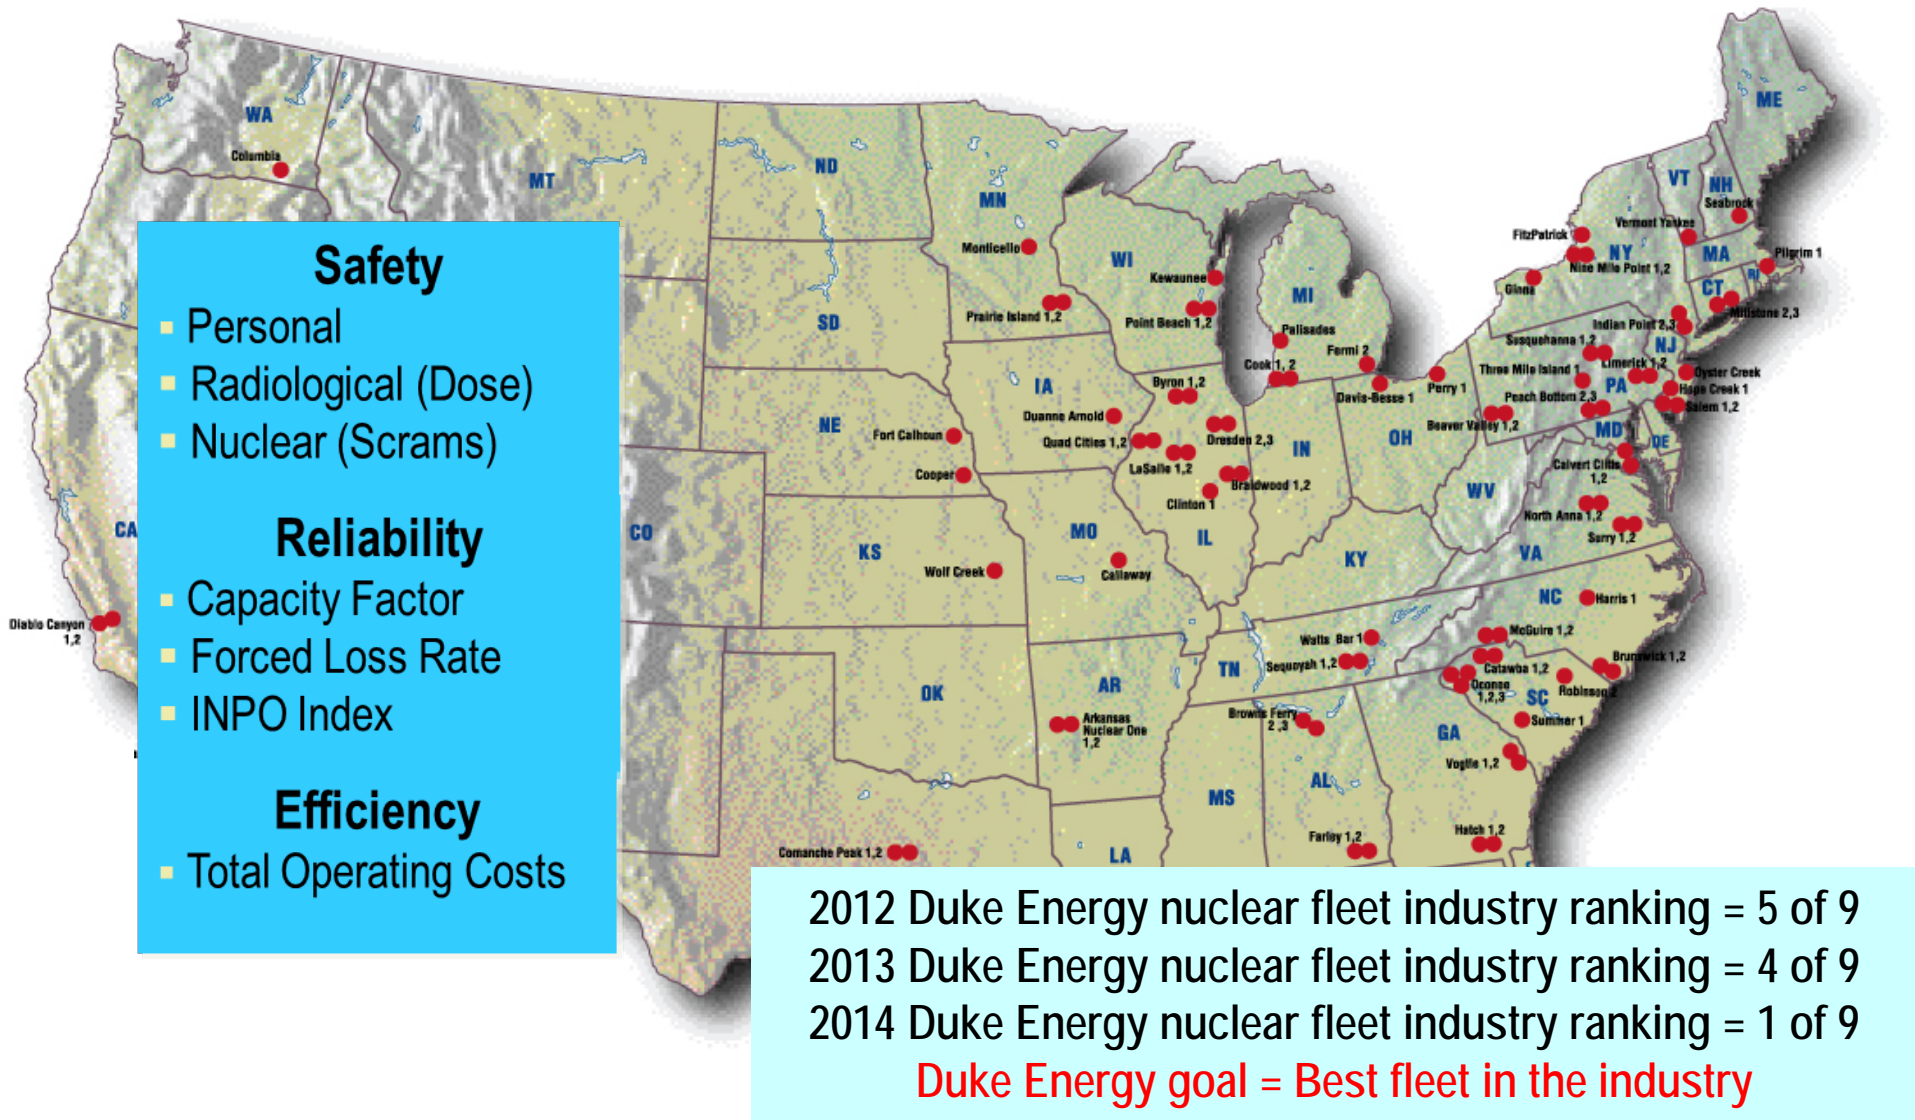 WA
Columbia
MT
ND
MN
Monticello
Prairie Island 1,2
SD
WI
Kewaunee
Point Beach 1,2
MI
Palisades
Cook 1, 2
Fermi 2
Davis-Besse 1
Perry 1
ME
VT
NH
Seabrook
Vermont Yankee
FitzPatrick
NY
Nine Mile Point 1,2
Ginna
MA
Pilgrim 1
RI
CT
Millstone 2,3
Indian Point 2,3
NJ
Susquehanna 1,2
Limerick 1,2
Three Mile Island 1
PA
Oyster Creek
Hope Creek 1
Salem 1,2
Peach Bottom 2,3
Beaver Valley 1,2
MD
DE
Calvert Cliffs
1,2
IA
Duanne Arnold
Quad Cities 1,2
Byron 1,2
Dresden 2,3
LaSalle 1,2
Braidwood 1,2
Clinton 1
IL
IN
OH
WV
NE
Fort Calhoun
Cooper
KS
Wolf Creek
MO
Callaway
KY
VA
North Anna 1,2
Surry 1,2
CO
CA
Diablo Canyon
1,2
NC
Harris 1
McGuire 1,2
Catawba 1,2
Brunswick 1,2
Oconee
1,2,3
SC
Robinson 2
Summer 1
TN
Watts Bar 1
Sequoyah 1,2
Browns Ferry
2 ,3
OK
AR
Arkansas
Nuclear One
1,2
GA
Vogtle 1,2
MS
AL
Farley 1,2
Hatch 1,2
Comanche Peak 1,2
LA
Safety
Personal
Radiological (Dose)
Nuclear (Scrams)
Reliability
Capacity Factor
Forced Loss Rate
INPO Index
Efficiency
Total Operating Costs
2012 Duke Energy nuclear fleet industry ranking = 5 of 9
2013 Duke Energy nuclear fleet industry ranking = 4 of 9
2014 Duke Energy nuclear fleet industry ranking = 1 of 9
Duke Energy goal = Best fleet in the industry